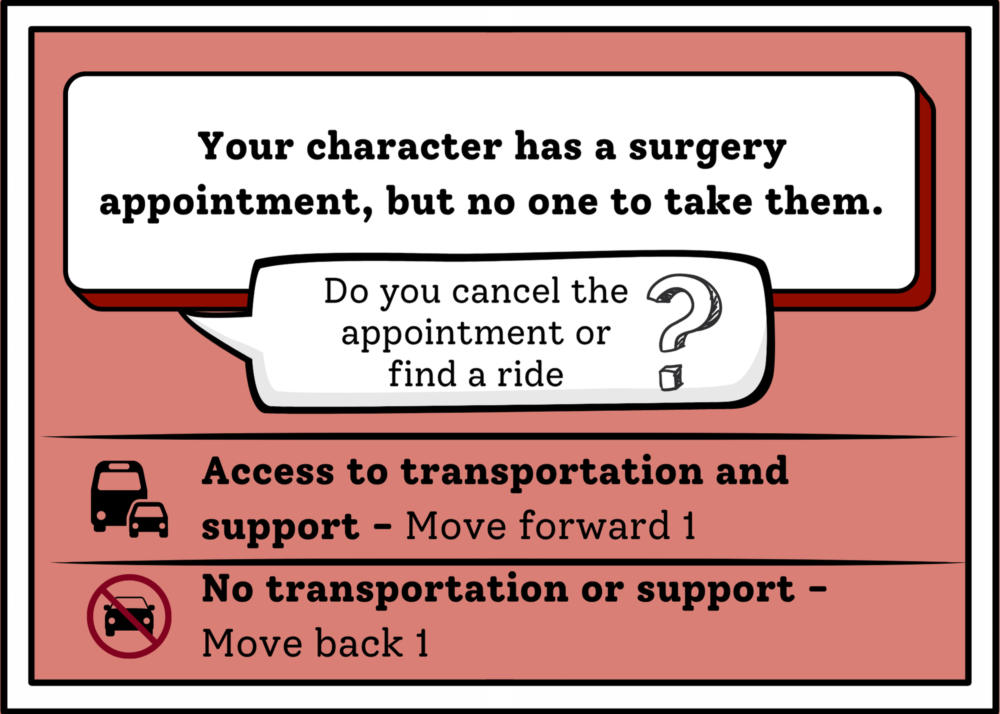 Your character has a surgery
appointment, but no one to take them.
Do you cancel the
appointment or
find a ride
?
Access to transportation and
support – Move forward 1
No transportation or support –
Move back 1